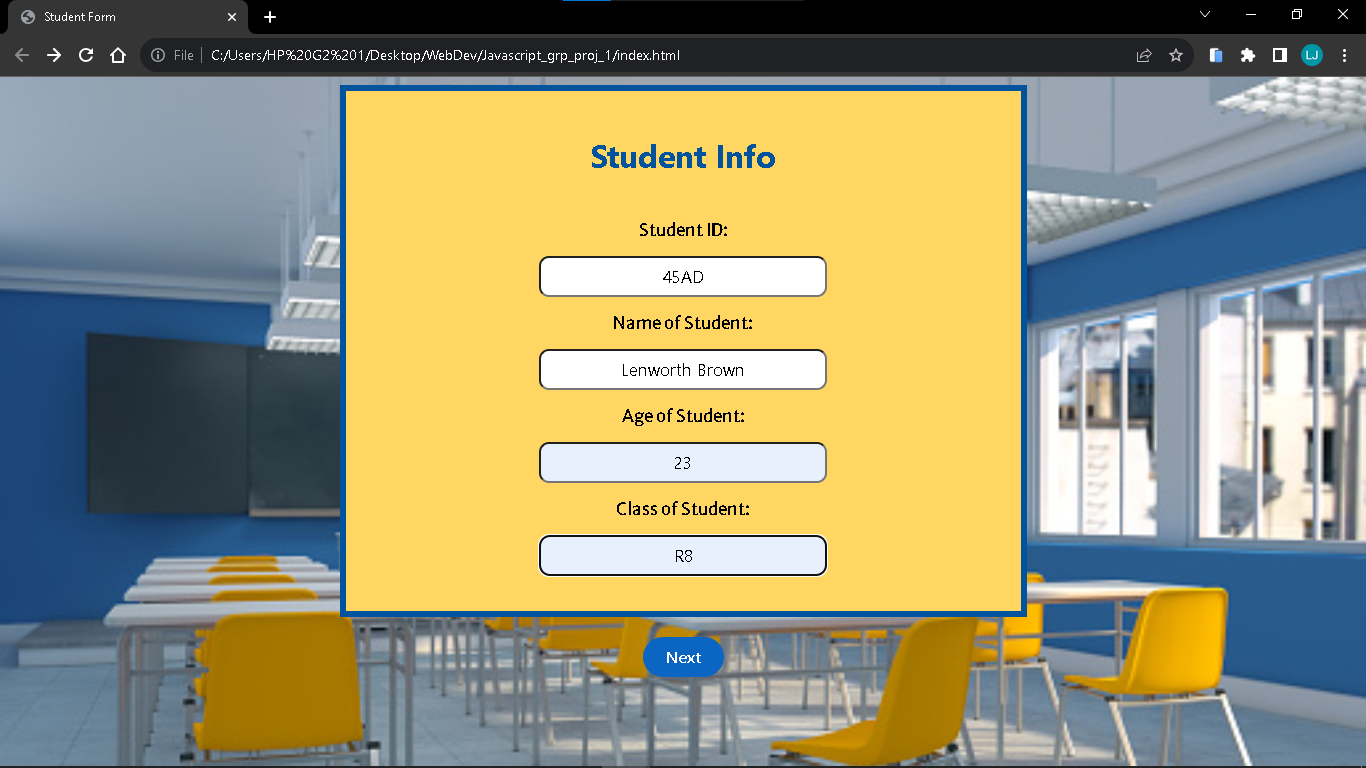 Student Form
File
C:/Users/HP%20G2%201/Desktop/WebDev/Javascript_grp_proj_1/index.html
LJ
Student Info
Student ID:
45AD
Name of Student:
Lenworth Brown
Age of Student:
23
Class of Student:
R8
Next